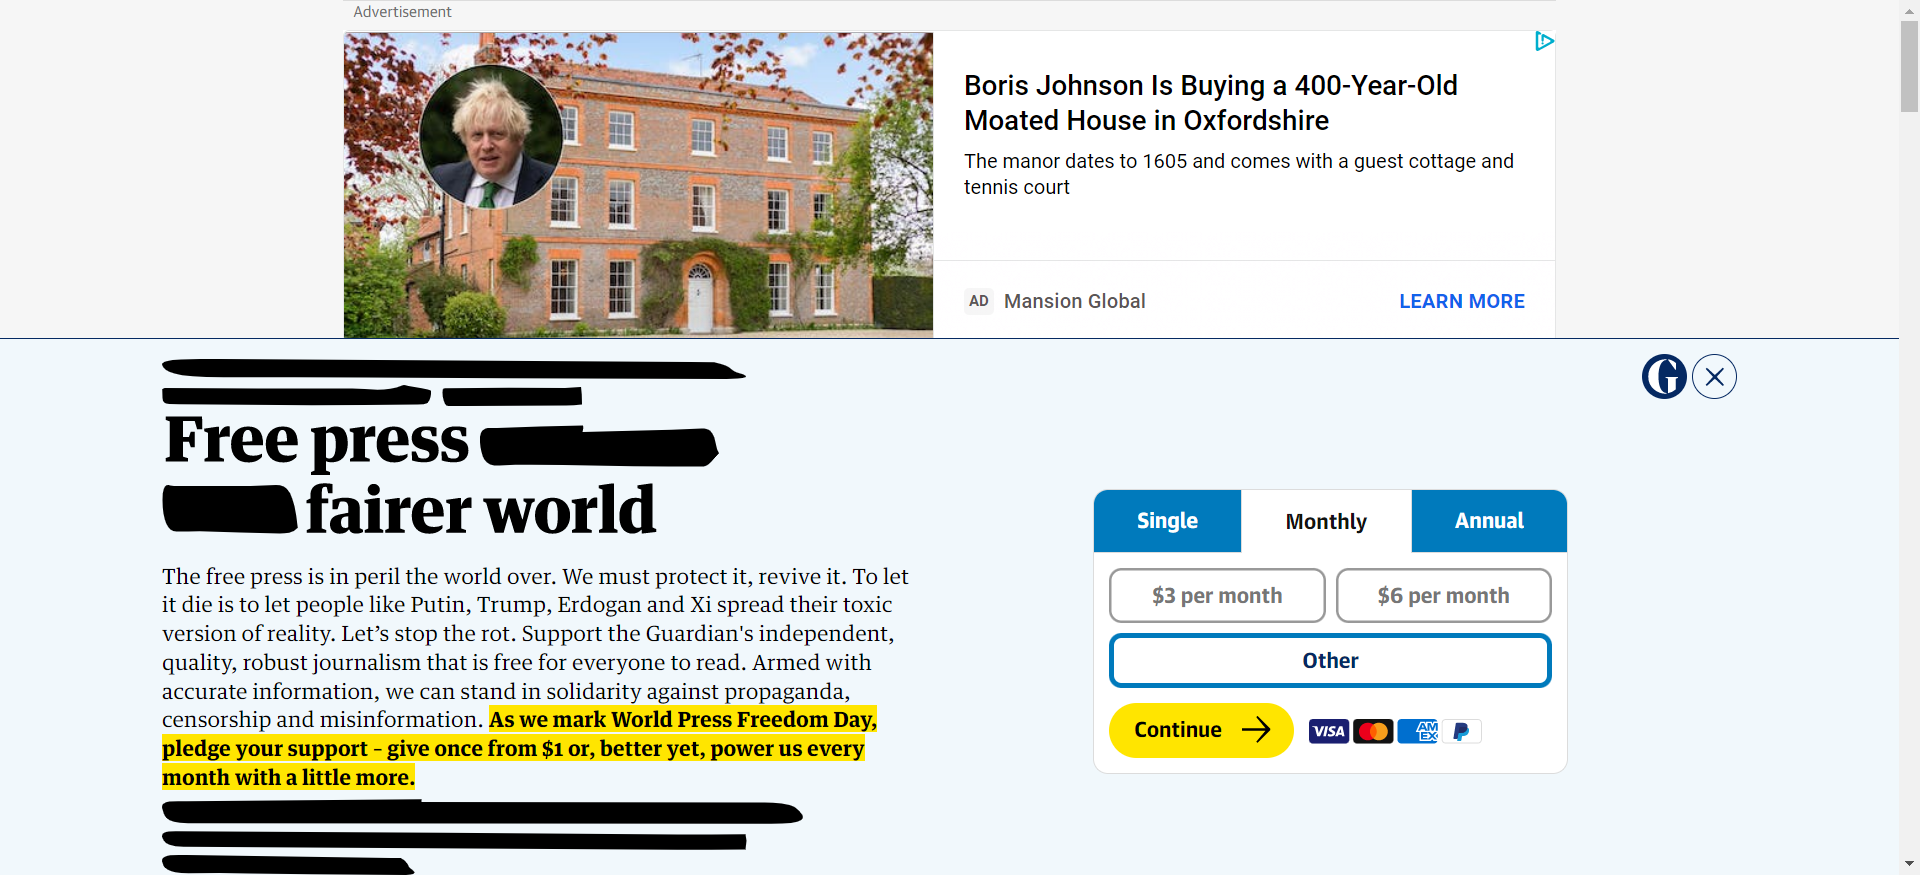 Advertisement
Boris Johnson Is Buying a 400-Year-Old
Moated House in Oxfordshire
The manor dates to 1605 and comes with a guest cottage and
tennis court
AD Mansion Global
LEARN MORE
G
Free press
fairer world
The free press is in peril the world over. We must protect it, revive it. To let
it die is to let people like Putin, Trump, Erdogan and Xi spread their toxic
version of reality. Let’s stop the rot. Support the Guardian's independent,
quality, robust journalism that is free for everyone to read. Armed with
accurate information, we can stand in solidarity against propaganda,
censorship and misinformation. As we mark World Press Freedom Day,
pledge your support – give once from $1 or, better yet, power us every
month with a little more.
Single Monthly Annual
$3 per month $6 per month
Other
Continue VISA AM EX P